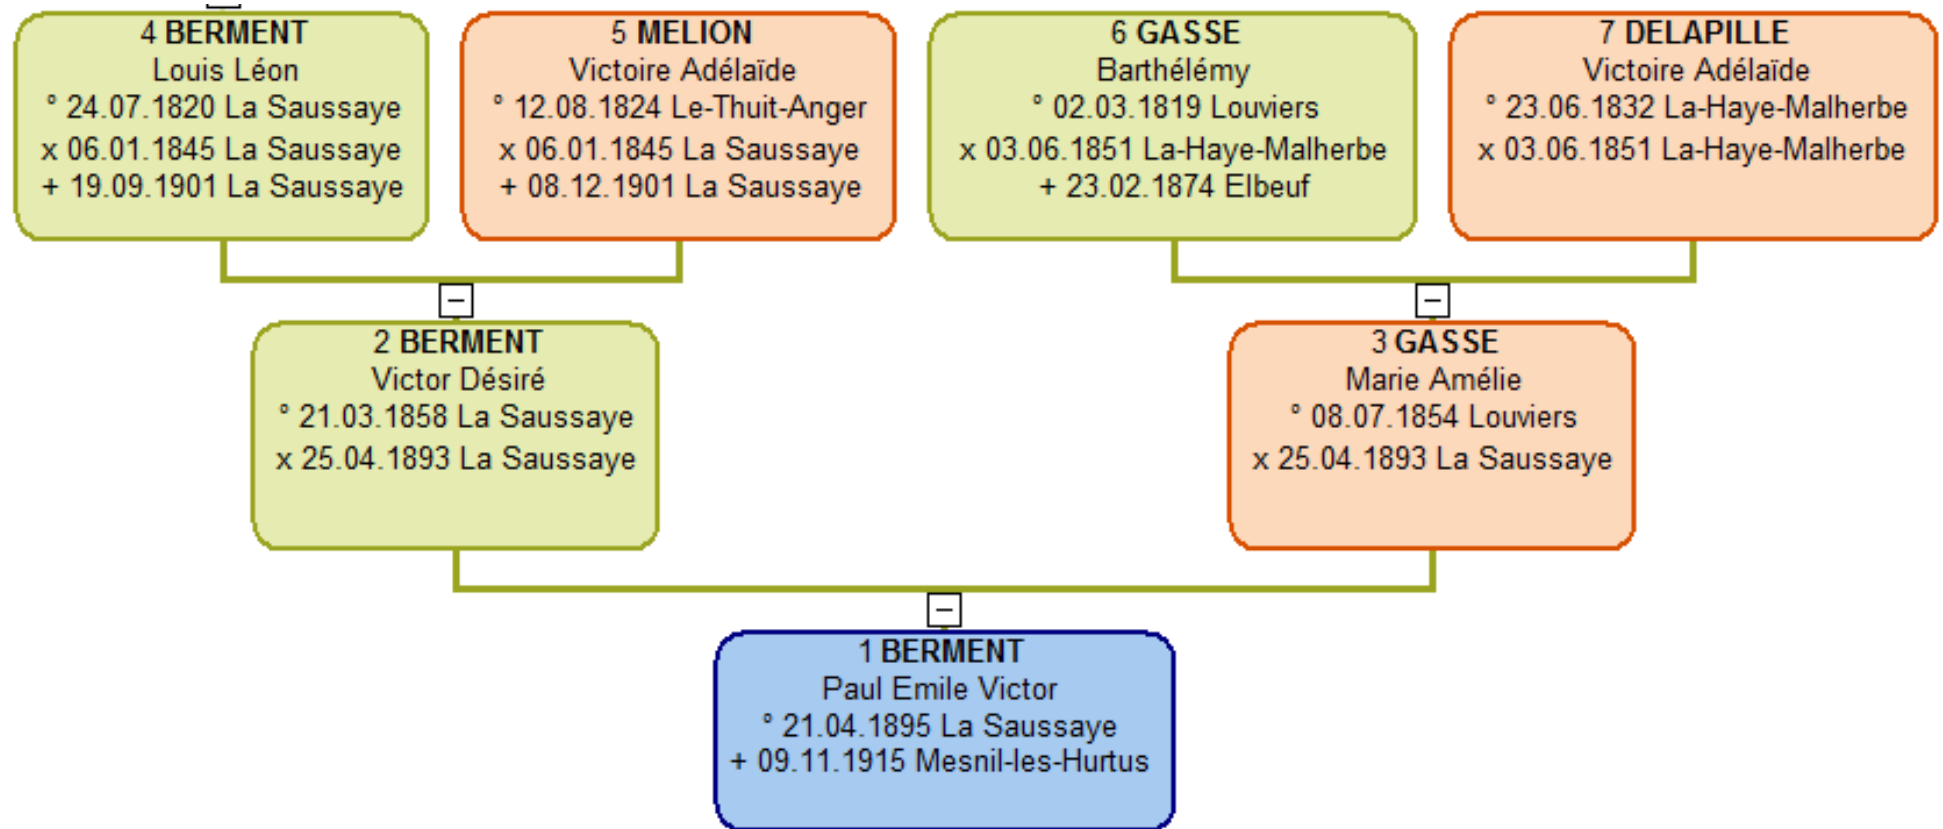 4 BERMENT
Louis Léon
° 24.07.1820 La Saussaye
x 06.01.1845 La Saussaye
+ 19.09.1901 La Saussaye
5 MELION
Victoire Adélaïde
° 12.08.1824 Le-Thuit-Anger
x 06.01.1845 La Saussaye
+ 08.12.1901 La Saussaye
6 GASSE
Barthélémy
° 02.03.1819 Louviers
x 03.06.1851 La-Haye-Malherbe
+ 23.02.1874 Elbeuf
7 DELAPILLE
Victoire Adélaïde
° 23.06.1832 La-Haye-Malherbe
x 03.06.1851 La-Haye-Malherbe
2 BERMENT
Victor Désiré
° 21.03.1858 La Saussaye
x 25.04.1893 La Saussaye
3 GASSE
Marie Amélie
° 08.07.1854 Louviers
x 25.04.1893 La Saussaye
1 BERMENT
Paul Emile Victor
° 21.04.1895 La Saussaye
+ 09.11.1915 Mesnil-les-Hurtus